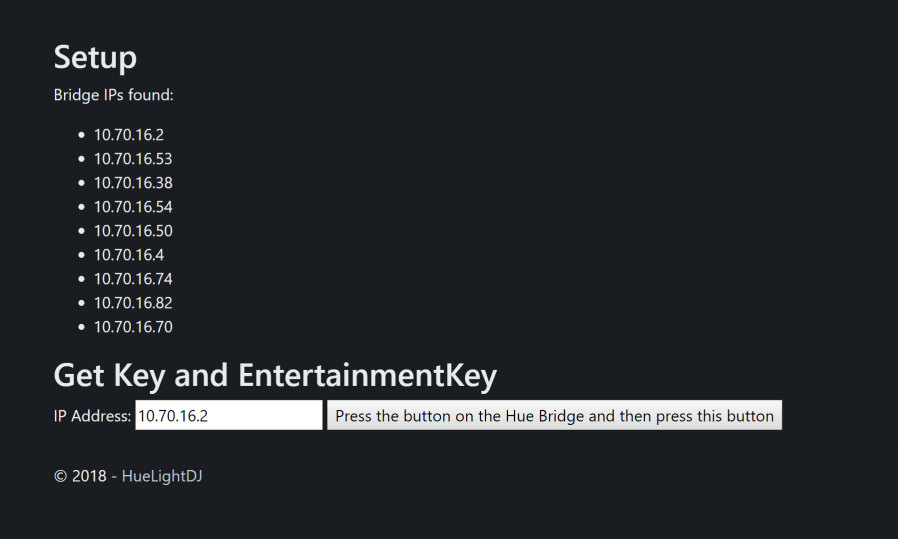 Setup
Bridge IPs found:
10.70.16.2
10.70.16.53
10.70.16.38
10.70.16.54
10.70.16.50
10.70.16.4
10.70.16.74
10.70.16.82
10.70.16.70
Get Key and EntertainmentKey
IP Address: 10.70.16.2 Press the button on the Hue Bridge and then press this button
© 2018 - HueLightDJ